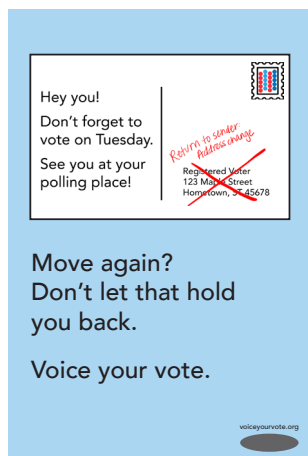 Hey you!
Don't forget to
vote on Tuesday.
See you at your
polling place!
Return to sender:
Address change
Registered Voter
123 Maple Street
Hometown, ST 45678
Move again?
Don't let that hold
you back.
Voice your vote.
voiceyourvote.org